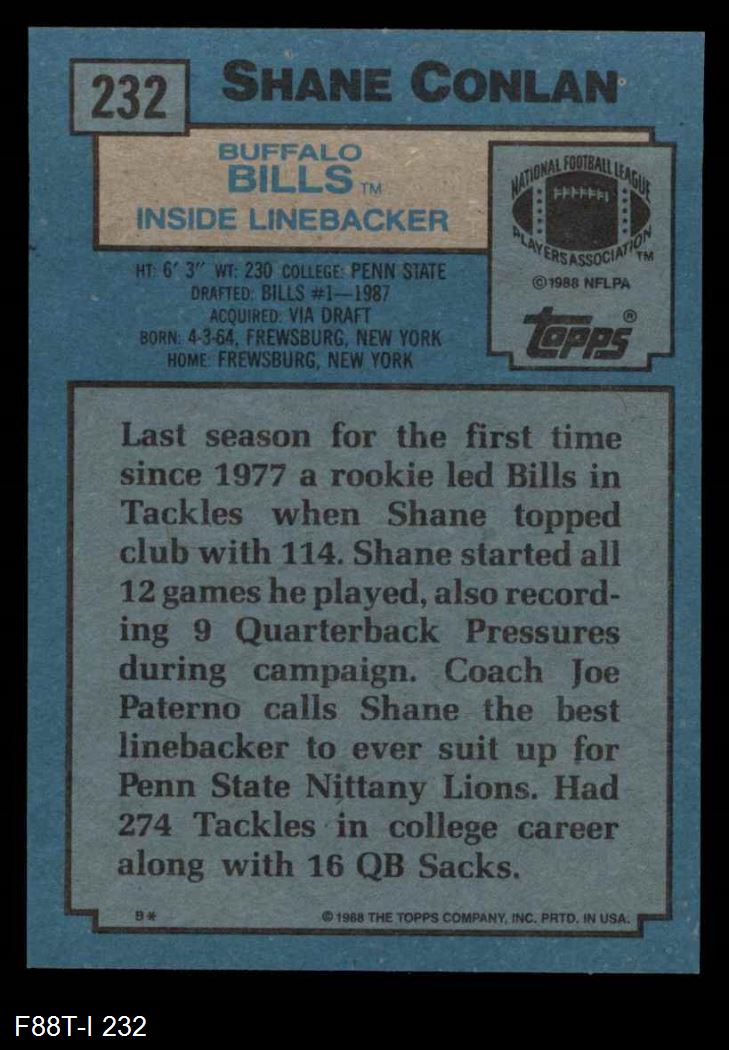 232
SHANE CONLAN
BUFFALO
BILLS TM
INSIDE LINEBACKER
NATIONAL FOOTBALL LEAGUE
PLAYERS ASSOCIATION TM
©1988 NFLPA
topps®
HT: 6' 3" WT: 230 COLLEGE: PENN STATE
DRAFTED: BILLS #1—1987
ACQUIRED: VIA DRAFT
BORN: 4-3-64, FREWSBURG, NEW YORK
HOME: FREWSBURG, NEW YORK
Last season for the first time
since 1977 a rookie led Bills in
Tackles when Shane topped
club with 114. Shane started all
12 games he played, also record-
ing 9 Quarterback Pressures
during campaign. Coach Joe
Paterno calls Shane the best
linebacker to ever suit up for
Penn State Nittany Lions. Had
274 Tackles in college career
along with 16 QB Sacks.
B*
© 1988 THE TOPPS COMPANY, INC. PRTD. IN USA.
F88T-I 232